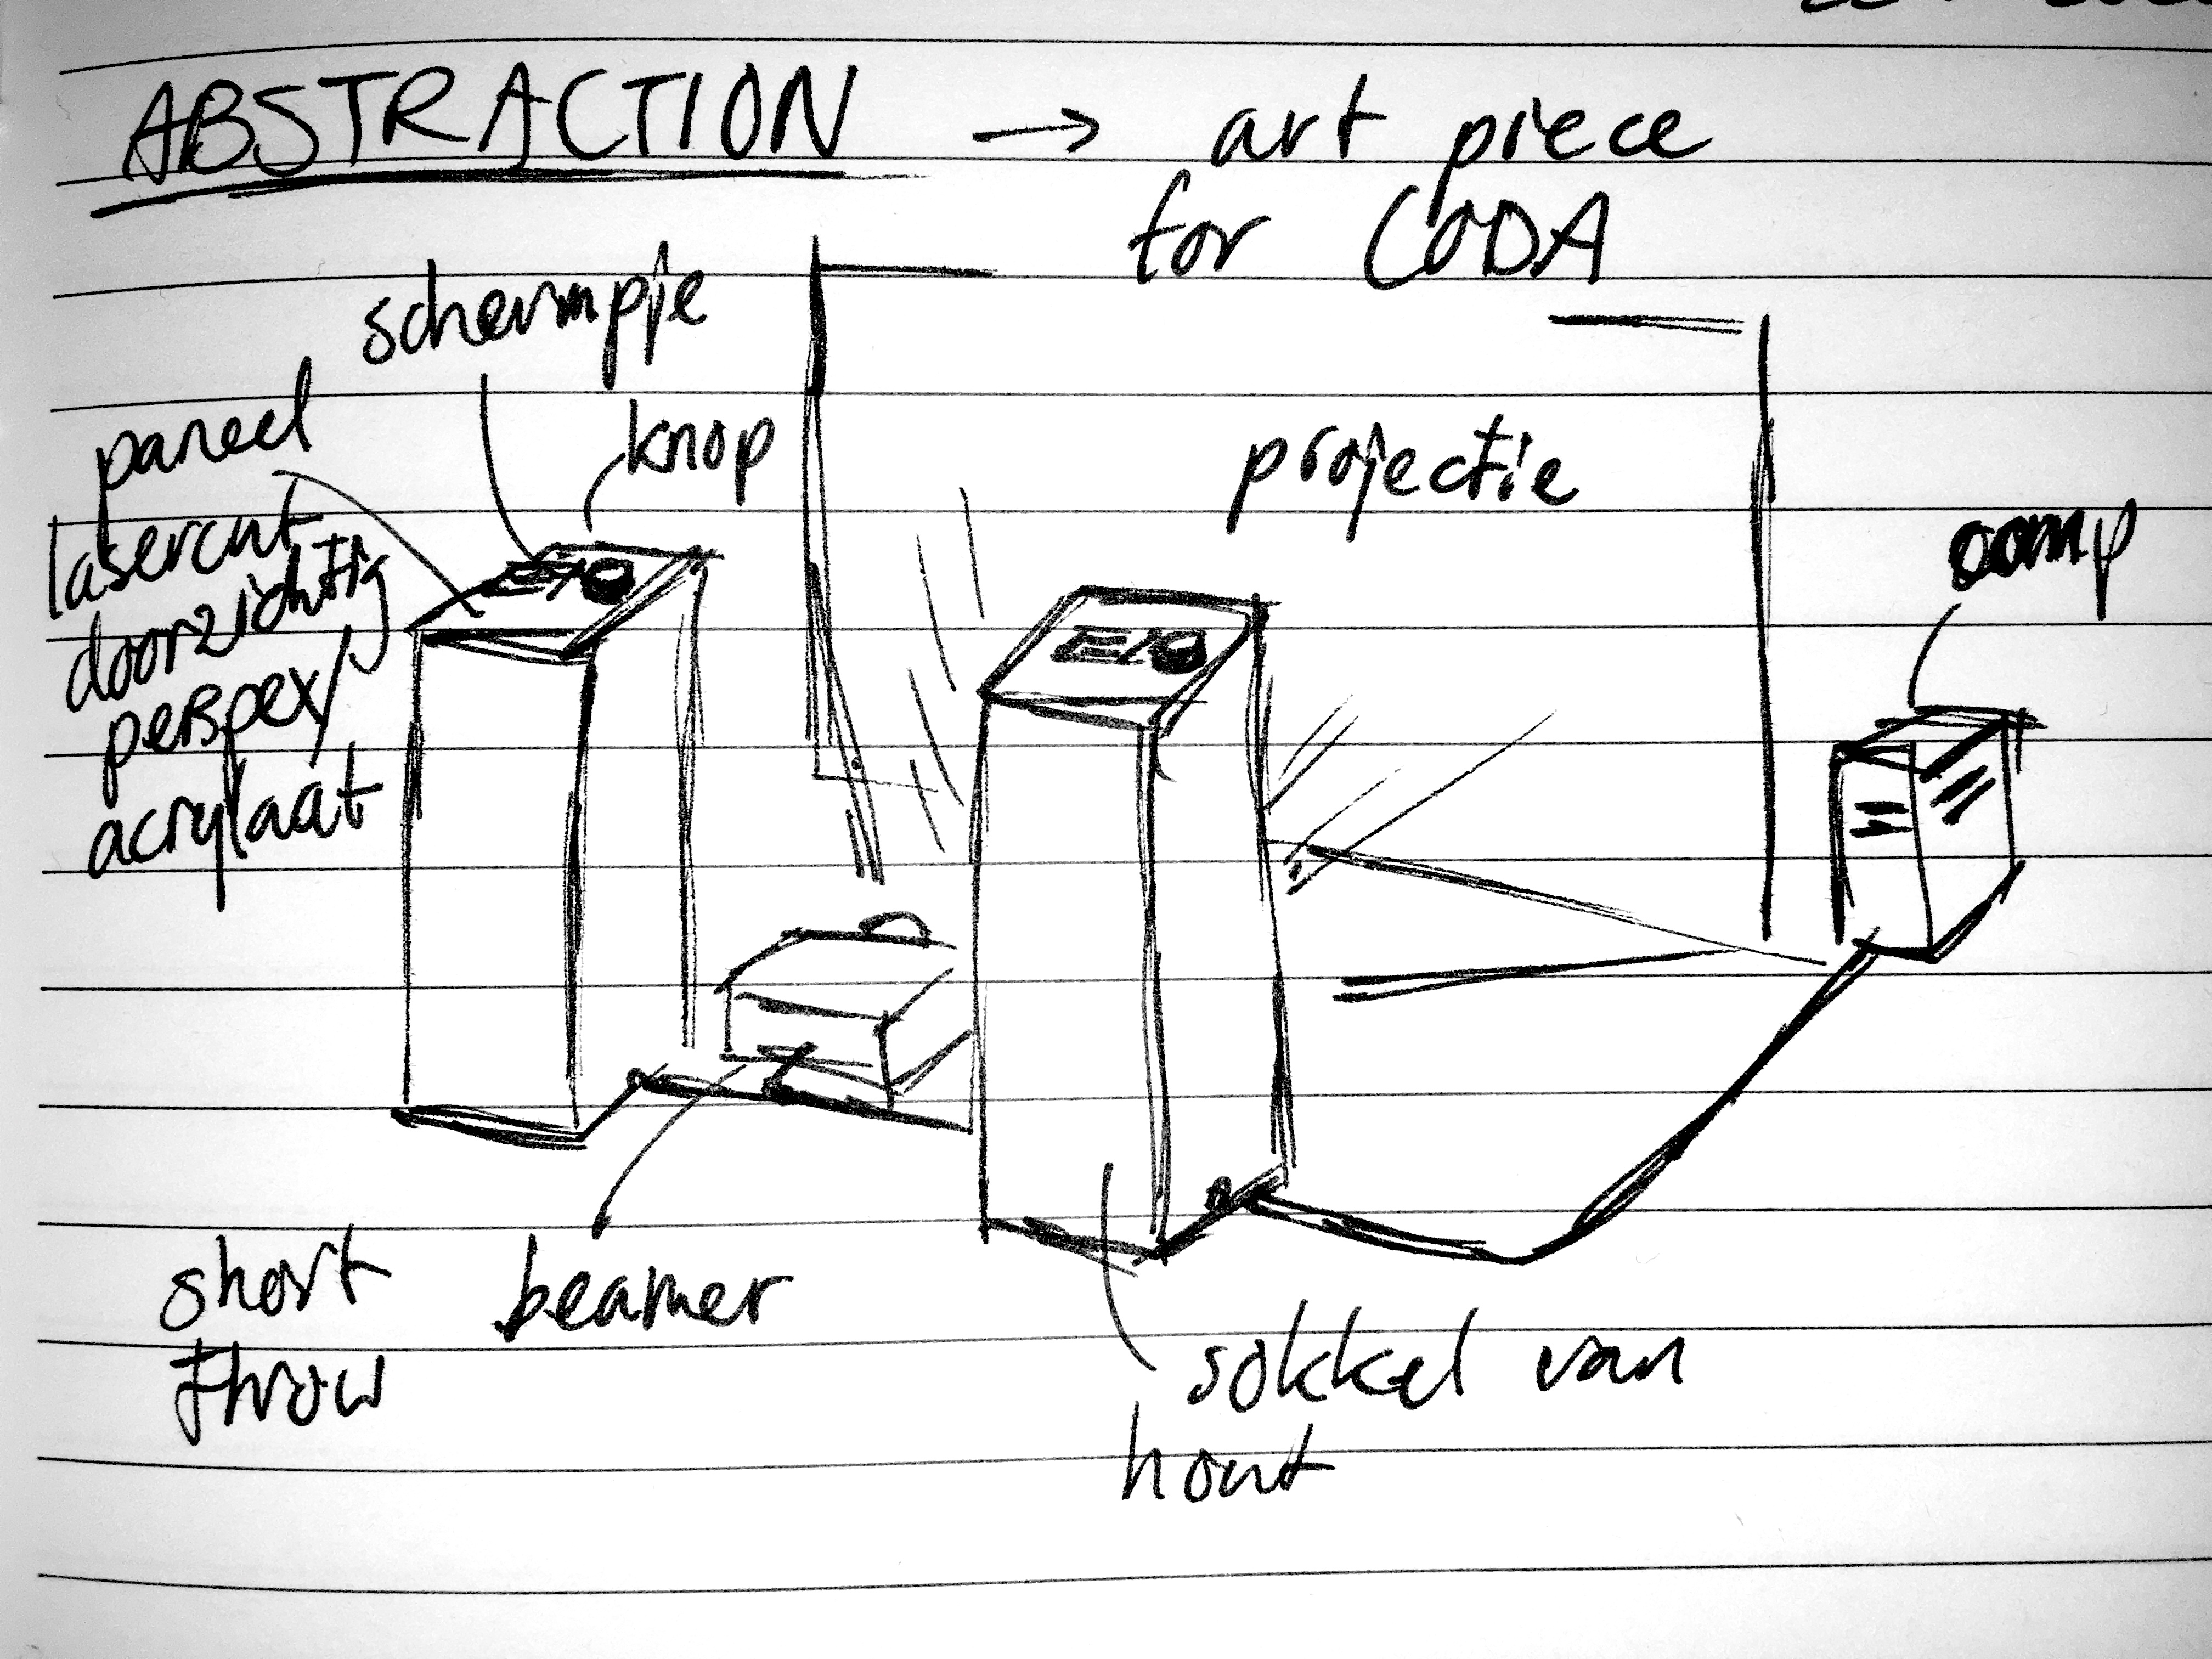 ABSTRACTION → art piece
for CODA
schermpje
knop
paneel
lasercut
doorzichtig
perspex/
acrylaat
projectie
comp
short
throw
beamer
sokkel van
hout